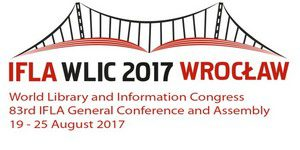 IFLA WLIC 2017 WROCŁAW
World Library and Information Congress
83rd IFLA General Conference and Assembly
19 - 25 August 2017